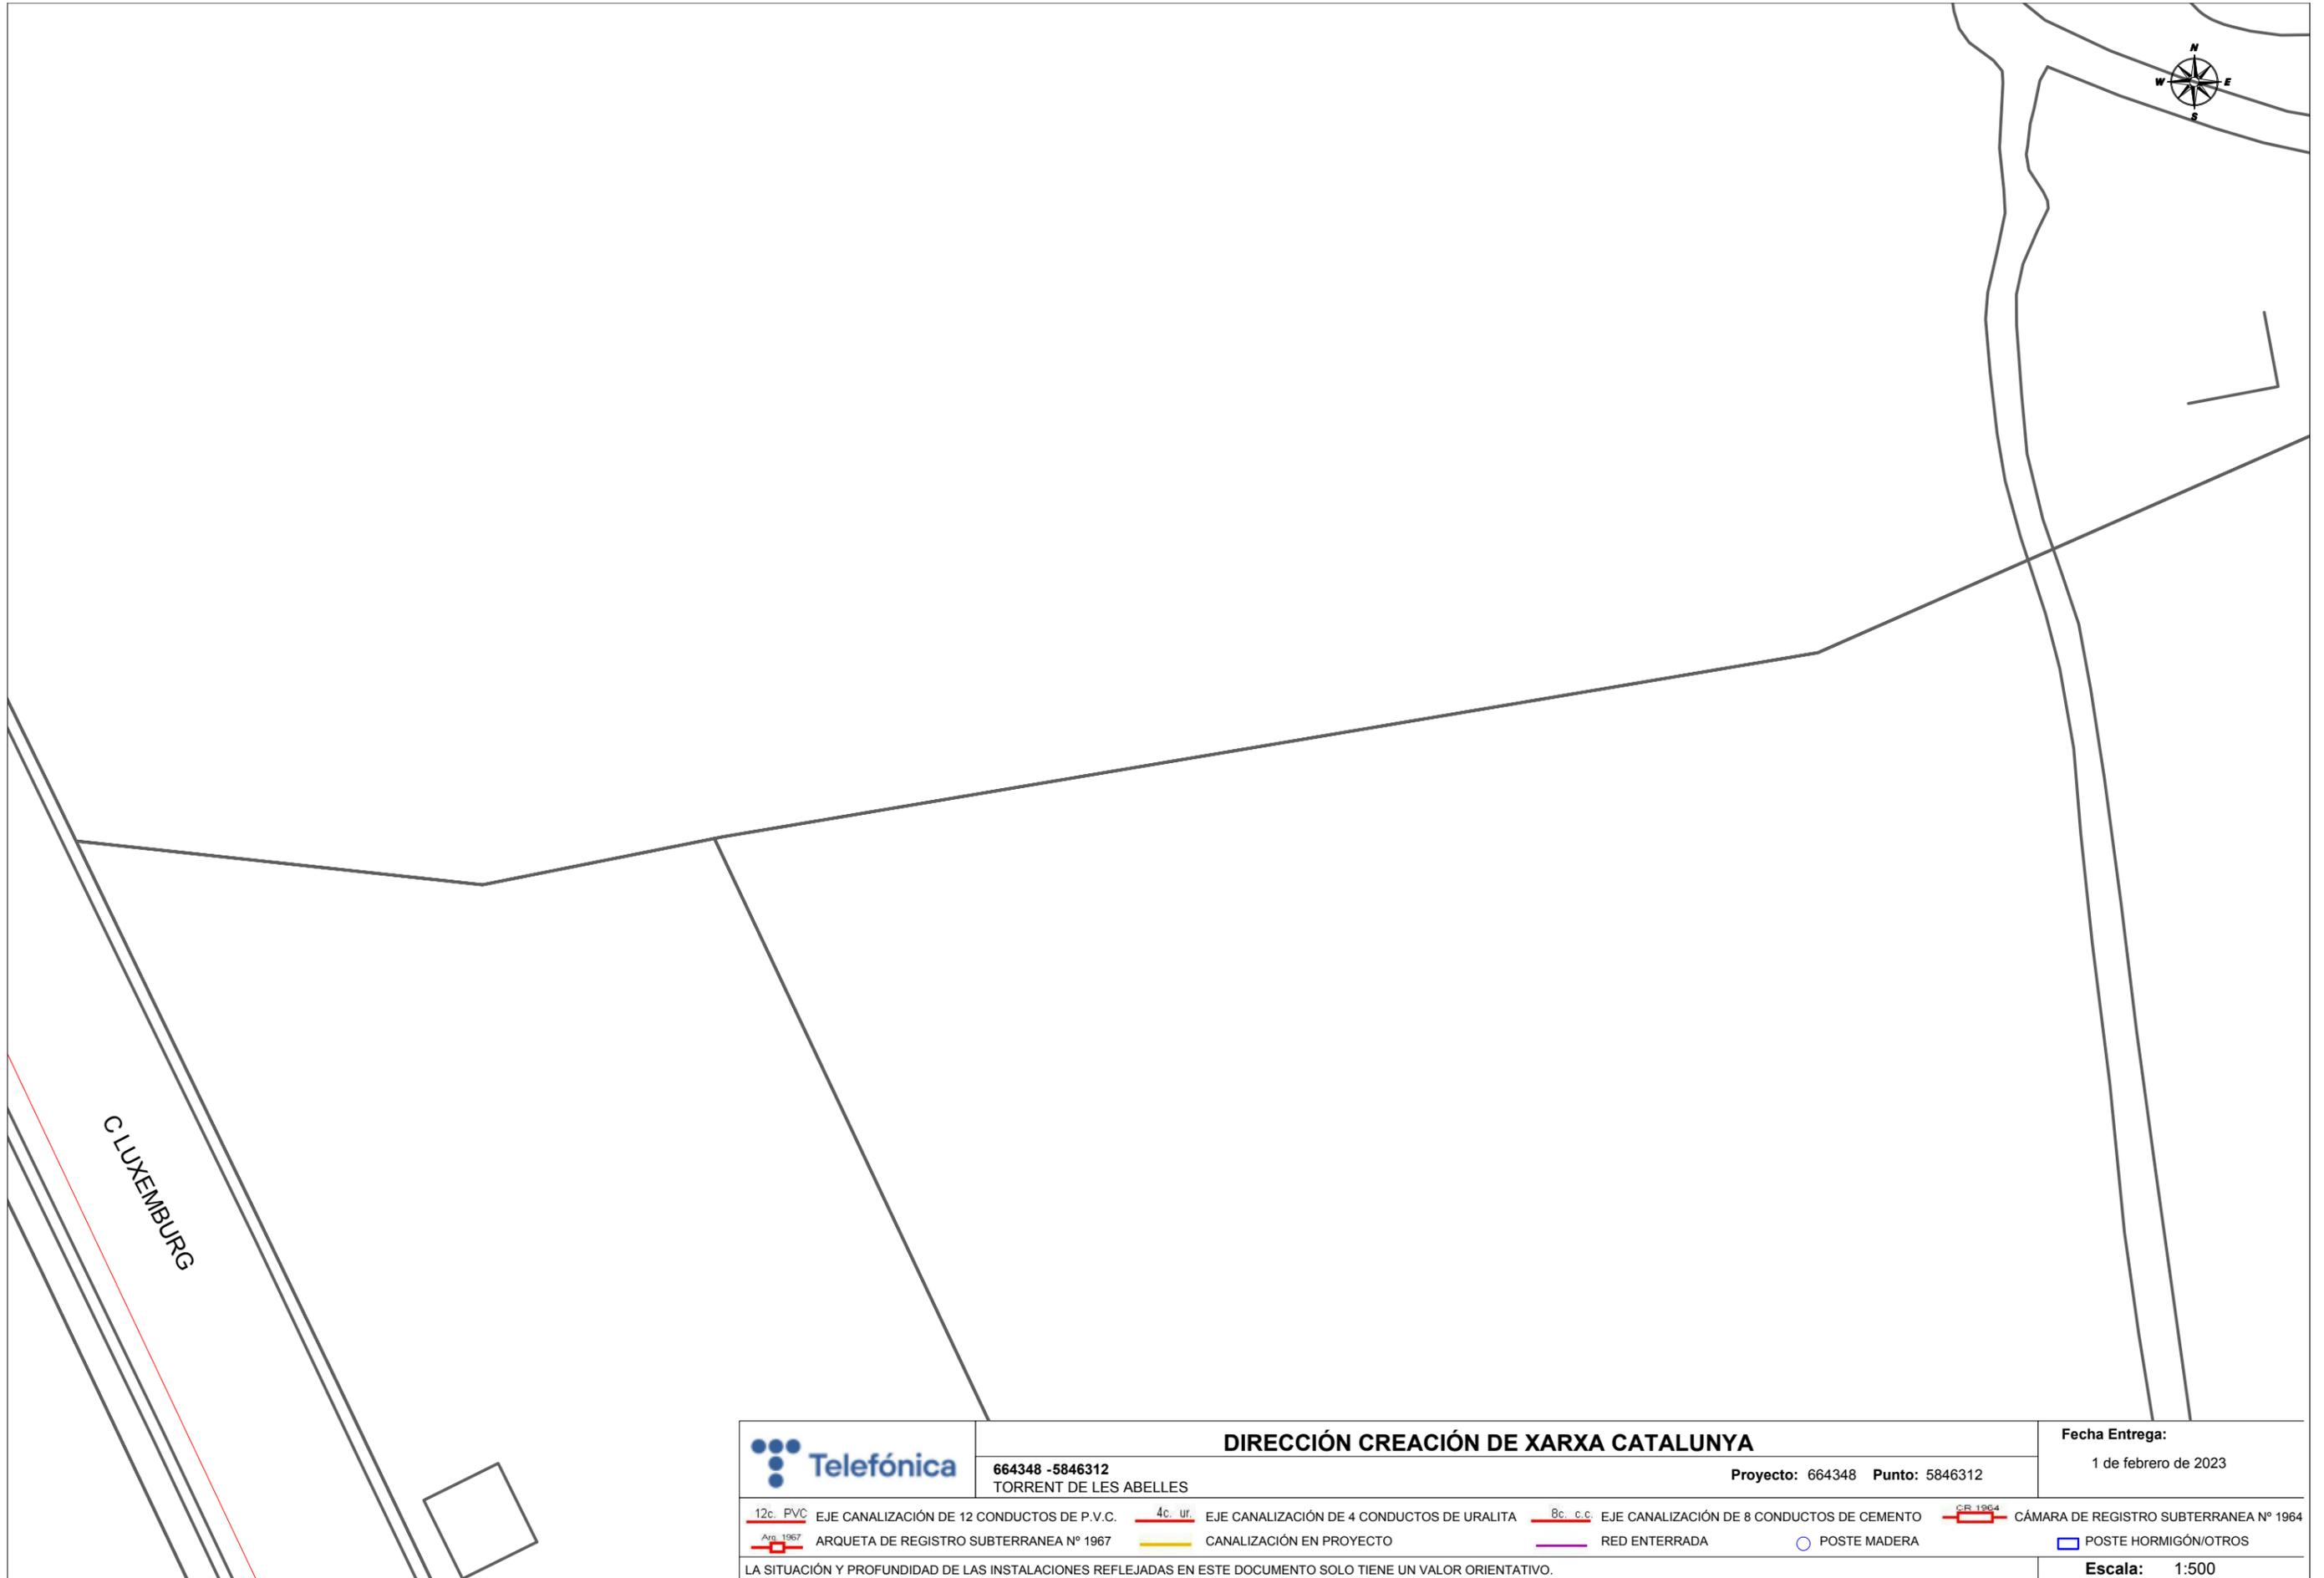 N
W E
S
C LUXEMBURG
Telefónica
DIRECCIÓN CREACIÓN DE XARXA CATALUNYA
664348 -5846312
TORRENT DE LES ABELLES
Proyecto: 664348 Punto: 5846312
Fecha Entrega:
1 de febrero de 2023
12c. PVC EJE CANALIZACIÓN DE 12 CONDUCTOS DE P.V.C. 4c. ur. EJE CANALIZACIÓN DE 4 CONDUCTOS DE URALITA 8c. c.c. EJE CANALIZACIÓN DE 8 CONDUCTOS DE CEMENTO CR 1964 CÁMARA DE REGISTRO SUBTERRANEA Nº 1964
Arq. 1967 ARQUETA DE REGISTRO SUBTERRANEA Nº 1967 CANALIZACIÓN EN PROYECTO RED ENTERRADA POSTE MADERA POSTE HORMIGÓN/OTROS
LA SITUACIÓN Y PROFUNDIDAD DE LAS INSTALACIONES REFLEJADAS EN ESTE DOCUMENTO SOLO TIENE UN VALOR ORIENTATIVO.
Escala: 1:500